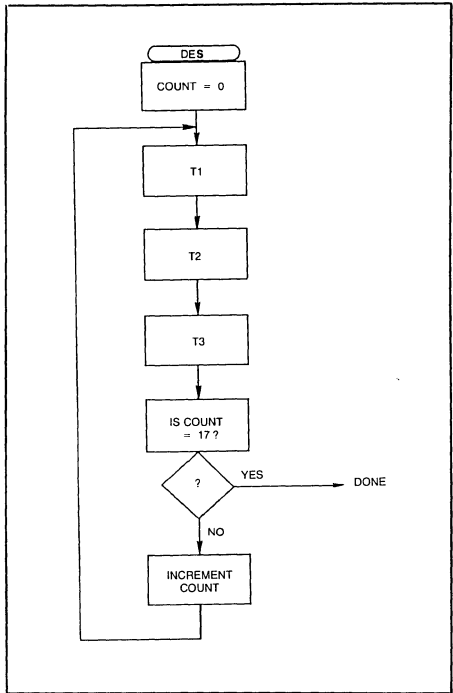 DES
COUNT = 0
T1
T2
T3
IS COUNT
= 17 ?
?
YES
DONE
NO
INCREMENT
COUNT